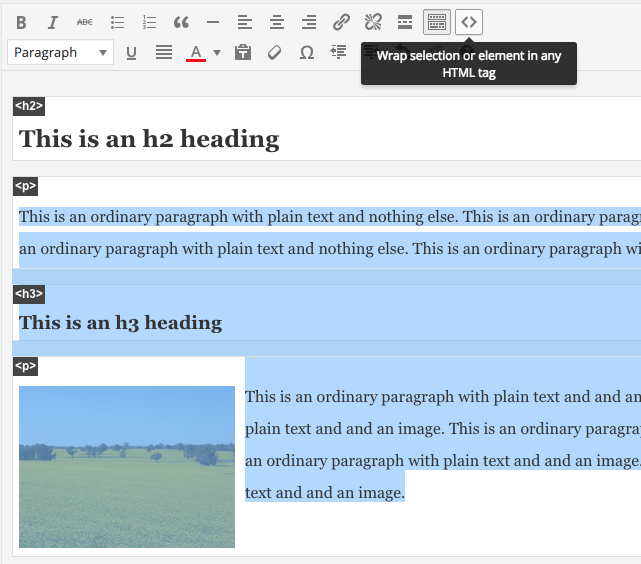 B I ABC
Paragraph U A Ω
Wrap selection or element in any
HTML tag
<h2>
This is an h2 heading
<p>
This is an ordinary paragraph with plain text and nothing else. This is an ordinary paragr
an ordinary paragraph with plain text and nothing else. This is an ordinary paragraph wi
<h3>
This is an h3 heading
<p>
This is an ordinary paragraph with plain text and and an
plain text and and an image. This is an ordinary paragra
an ordinary paragraph with plain text and and an image.
text and and an image.